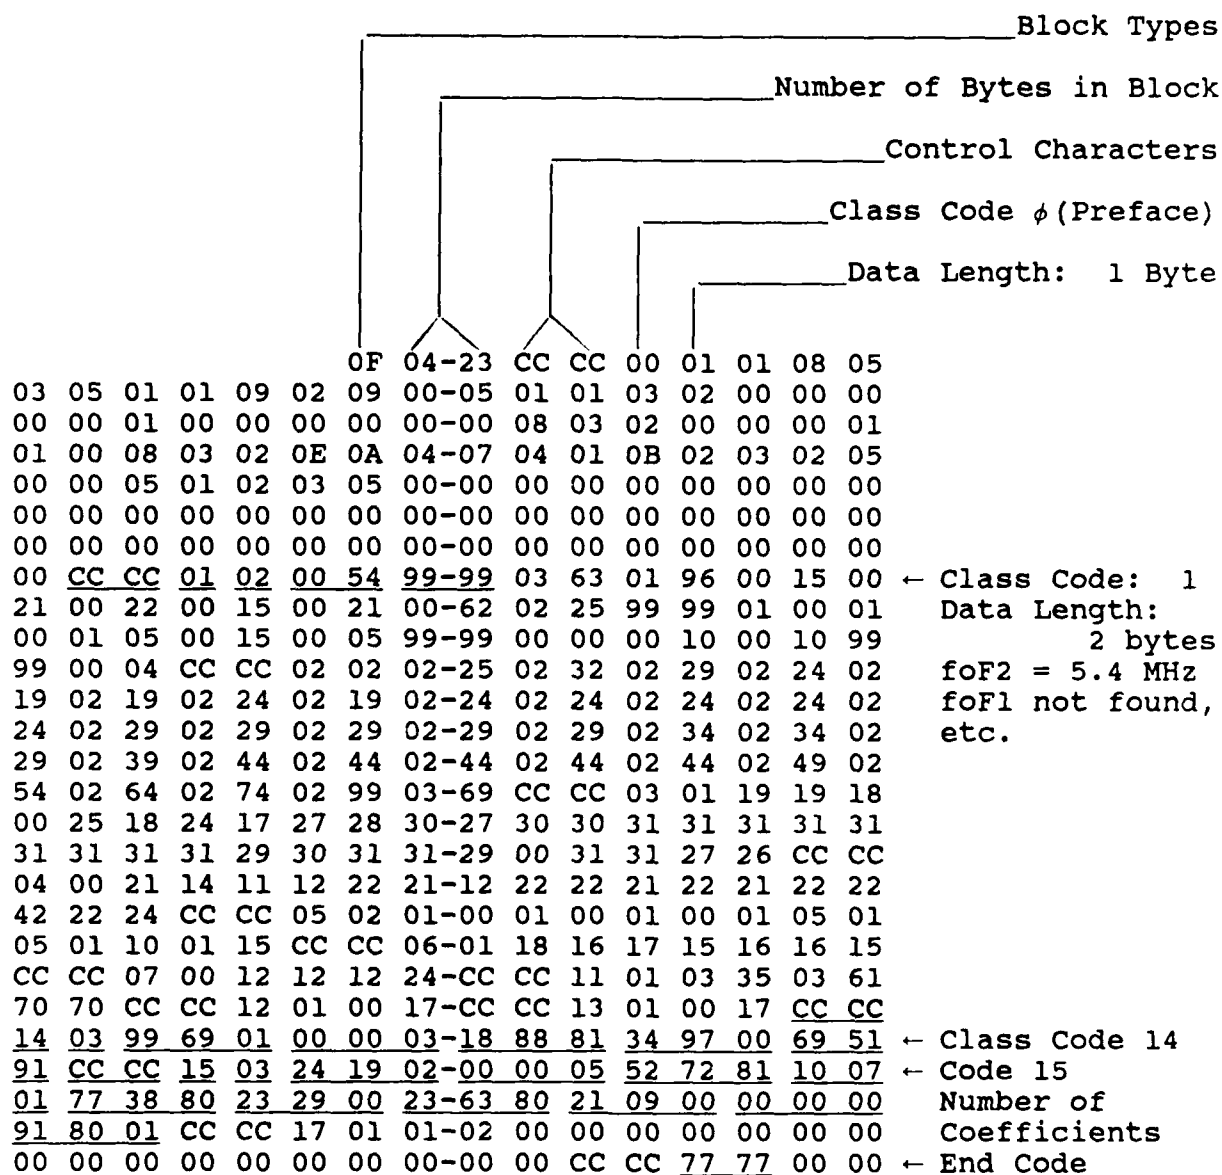 Block Types
Number of Bytes in Block
Control Characters
Class Code ϕ(Preface)
Data Length: 1 Byte
0F 04-23 CC CC 00 01 01 08 05
03 05 01 01 09 02 09 00-05 01 01 03 02 00 00 00
00 00 01 00 00 00 00 00-00 08 03 02 00 00 00 01
01 00 08 03 02 0E 0A 04-07 04 01 0B 02 03 02 05
00 00 05 01 02 03 05 00-00 00 00 00 00 00 00 00
00 00 00 00 00 00 00 00-00 00 00 00 00 00 00 00
00 00 00 00 00 00 00 00-00 00 00 00 00 00 00 00
00 CC CC 01 02 00 54 99-99 03 63 01 96 00 15 00 ← Class Code: 1
21 00 22 00 15 00 21 00-62 02 25 99 99 01 00 01 Data Length:
00 01 05 00 15 00 05 99-99 00 00 00 10 00 10 99 2 bytes
99 00 04 CC CC 02 02 02-25 02 32 02 29 02 24 02 foF2 = 5.4 MHz
19 02 19 02 24 02 19 02-24 02 24 02 24 02 24 02 foF1 not found,
24 02 29 02 29 02 29 02-29 02 29 02 34 02 34 02 etc.
29 02 39 02 44 02 44 02-44 02 44 02 44 02 49 02
54 02 64 02 74 02 99 03-69 CC CC 03 01 19 19 18
00 25 18 24 17 27 28 30-27 30 30 31 31 31 31 31
31 31 31 31 29 30 31 31-29 00 31 31 27 26 CC CC
04 00 21 14 11 12 22 21-12 22 22 21 22 21 22 22
42 22 24 CC CC 05 02 01-00 01 00 01 00 01 05 01
05 01 10 01 15 CC CC 06-01 18 16 17 15 16 16 15
CC CC 07 00 12 12 12 24-CC CC 11 01 03 35 03 61
70 70 CC CC 12 01 00 17-CC CC 13 01 00 17 CC CC
14 03 99 69 01 00 00 03-18 88 81 34 97 00 69 51 ← Class Code 14
91 CC CC 15 03 24 19 02-00 00 05 52 72 81 10 07 ← Code 15
01 77 38 80 23 29 00 23-63 80 21 09 00 00 00 00 Number of
91 80 01 CC CC 17 01 01-02 00 00 00 00 00 00 00 Coefficients
00 00 00 00 00 00 00 00-00 00 CC CC 77 77 00 00 ← End Code